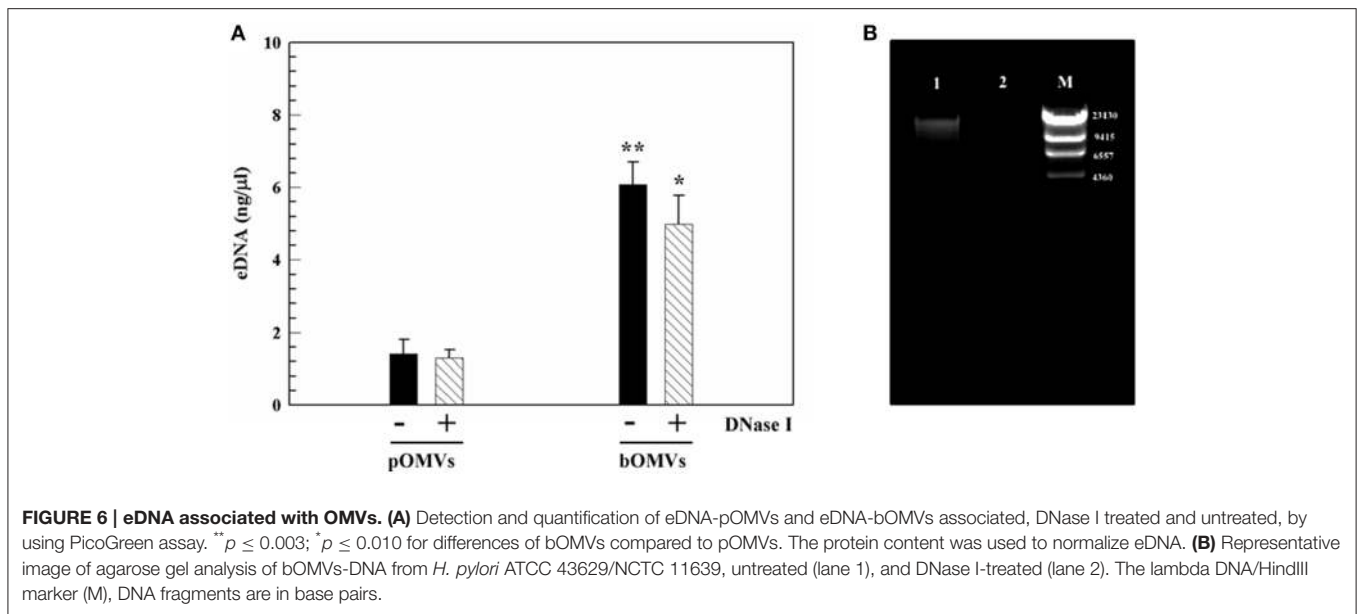 A
10
8
6
4
2
0
eDNA (ng/µl)
**
*
- + - + DNase I
pOMVs bOMVs
B
1 2 M
23130
9415
6557
4360
FIGURE 6 | eDNA associated with OMVs. (A) Detection and quantification of eDNA-pOMVs and eDNA-bOMVs associated, DNase I treated and untreated, by
using PicoGreen assay. **p ≤ 0.003; *p ≤ 0.010 for differences of bOMVs compared to pOMVs. The protein content was used to normalize eDNA. (B) Representative
image of agarose gel analysis of bOMVs-DNA from H. pylori ATCC 43629/NCTC 11639, untreated (lane 1), and DNase I-treated (lane 2). The lambda DNA/HindIII
marker (M), DNA fragments are in base pairs.